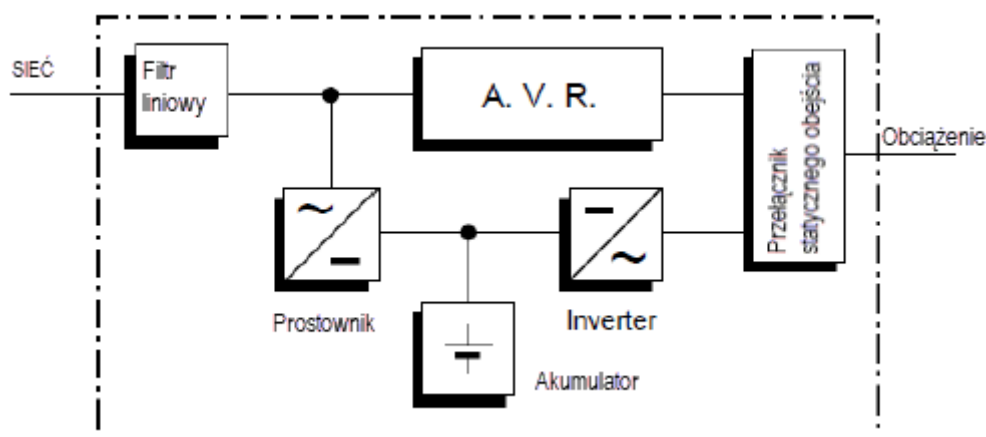 SIEĆ
Filtr
liniowy
A. V. R.
Przełącznik
statycznego obejścia
Obciążenie
Prostownik
Inverter
Akumulator